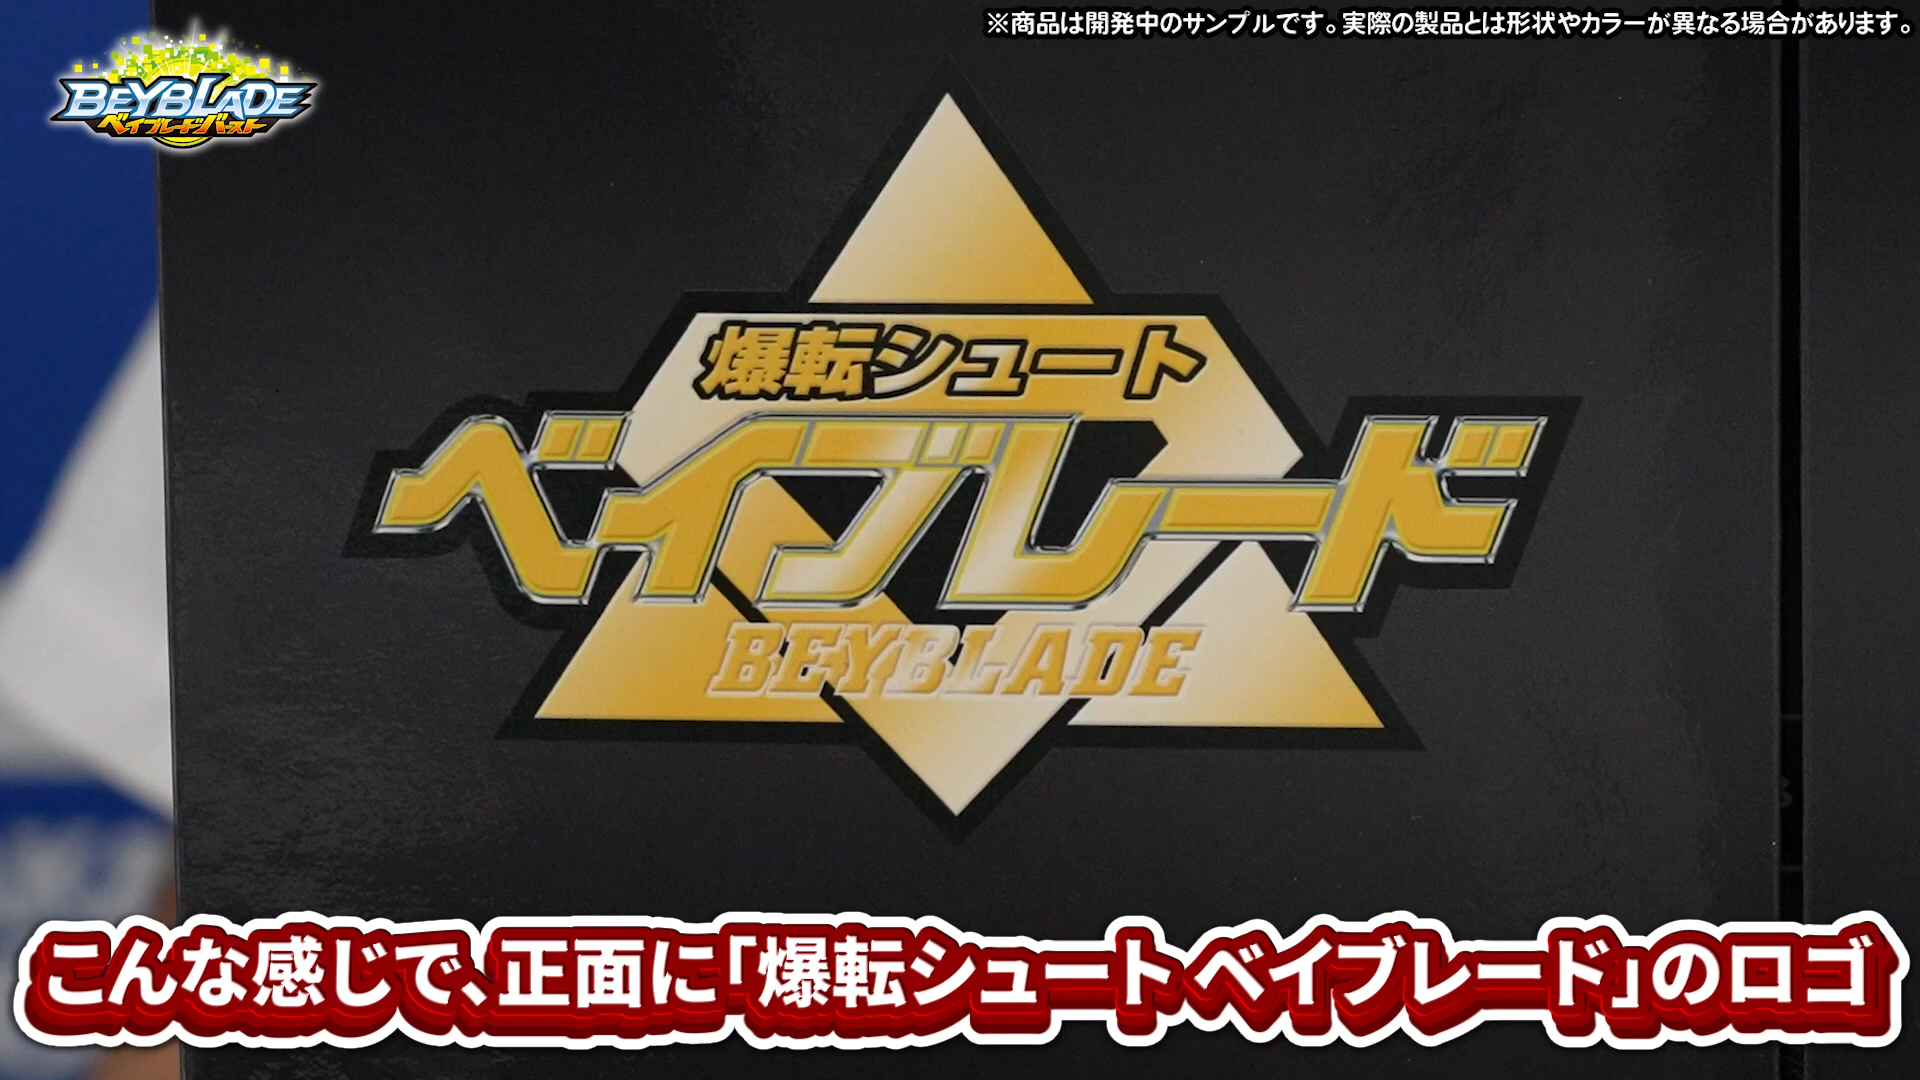 ※商品は開発中のサンプルです。実際の製品とは形状やカラーが異なる場合があります。
BEYBLADE
ベイブレードバースト
爆転シュート
ベイブレード
BEYBLADE
こんな感じで、正面に「爆転シュート ベイブレード」のロゴ